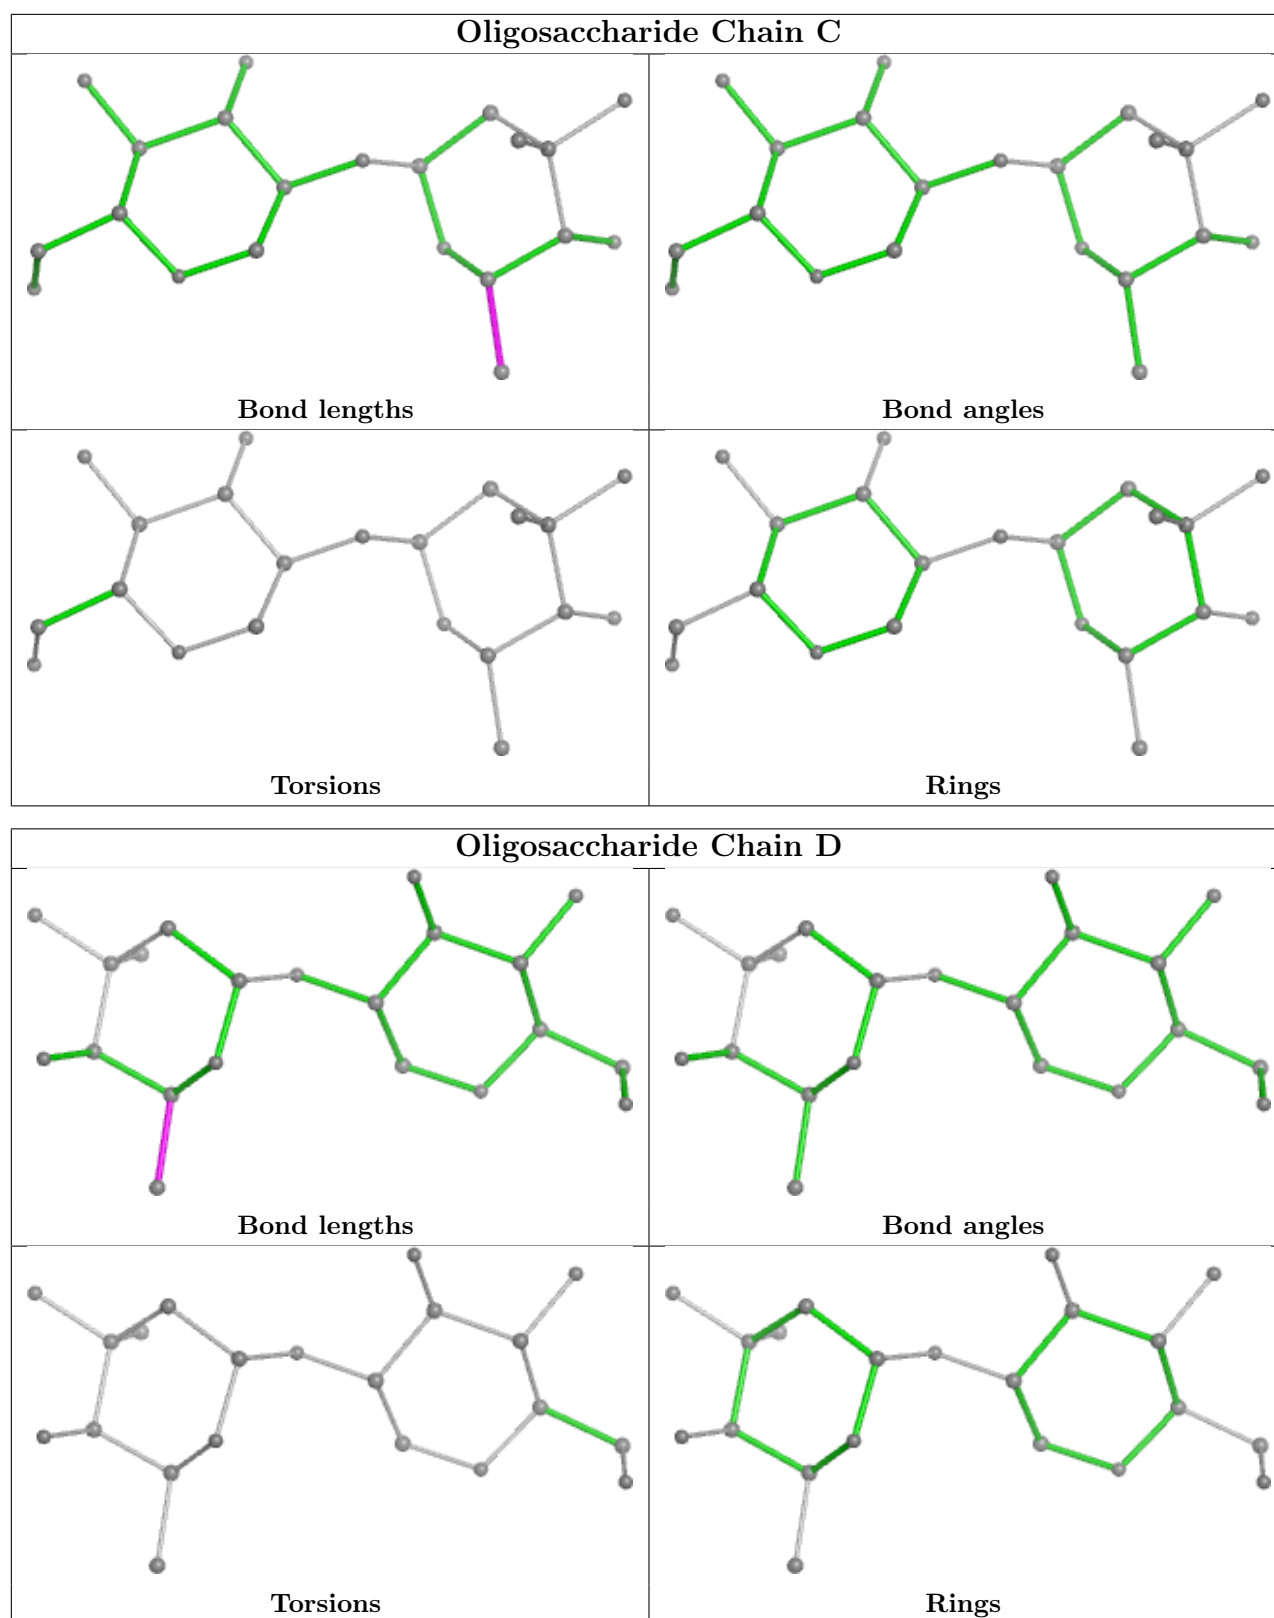 Oligosaccharide Chain C
Bond lengths
Bond angles
Torsions
Rings
Oligosaccharide Chain D
Bond lengths
Bond angles
Torsions
Rings